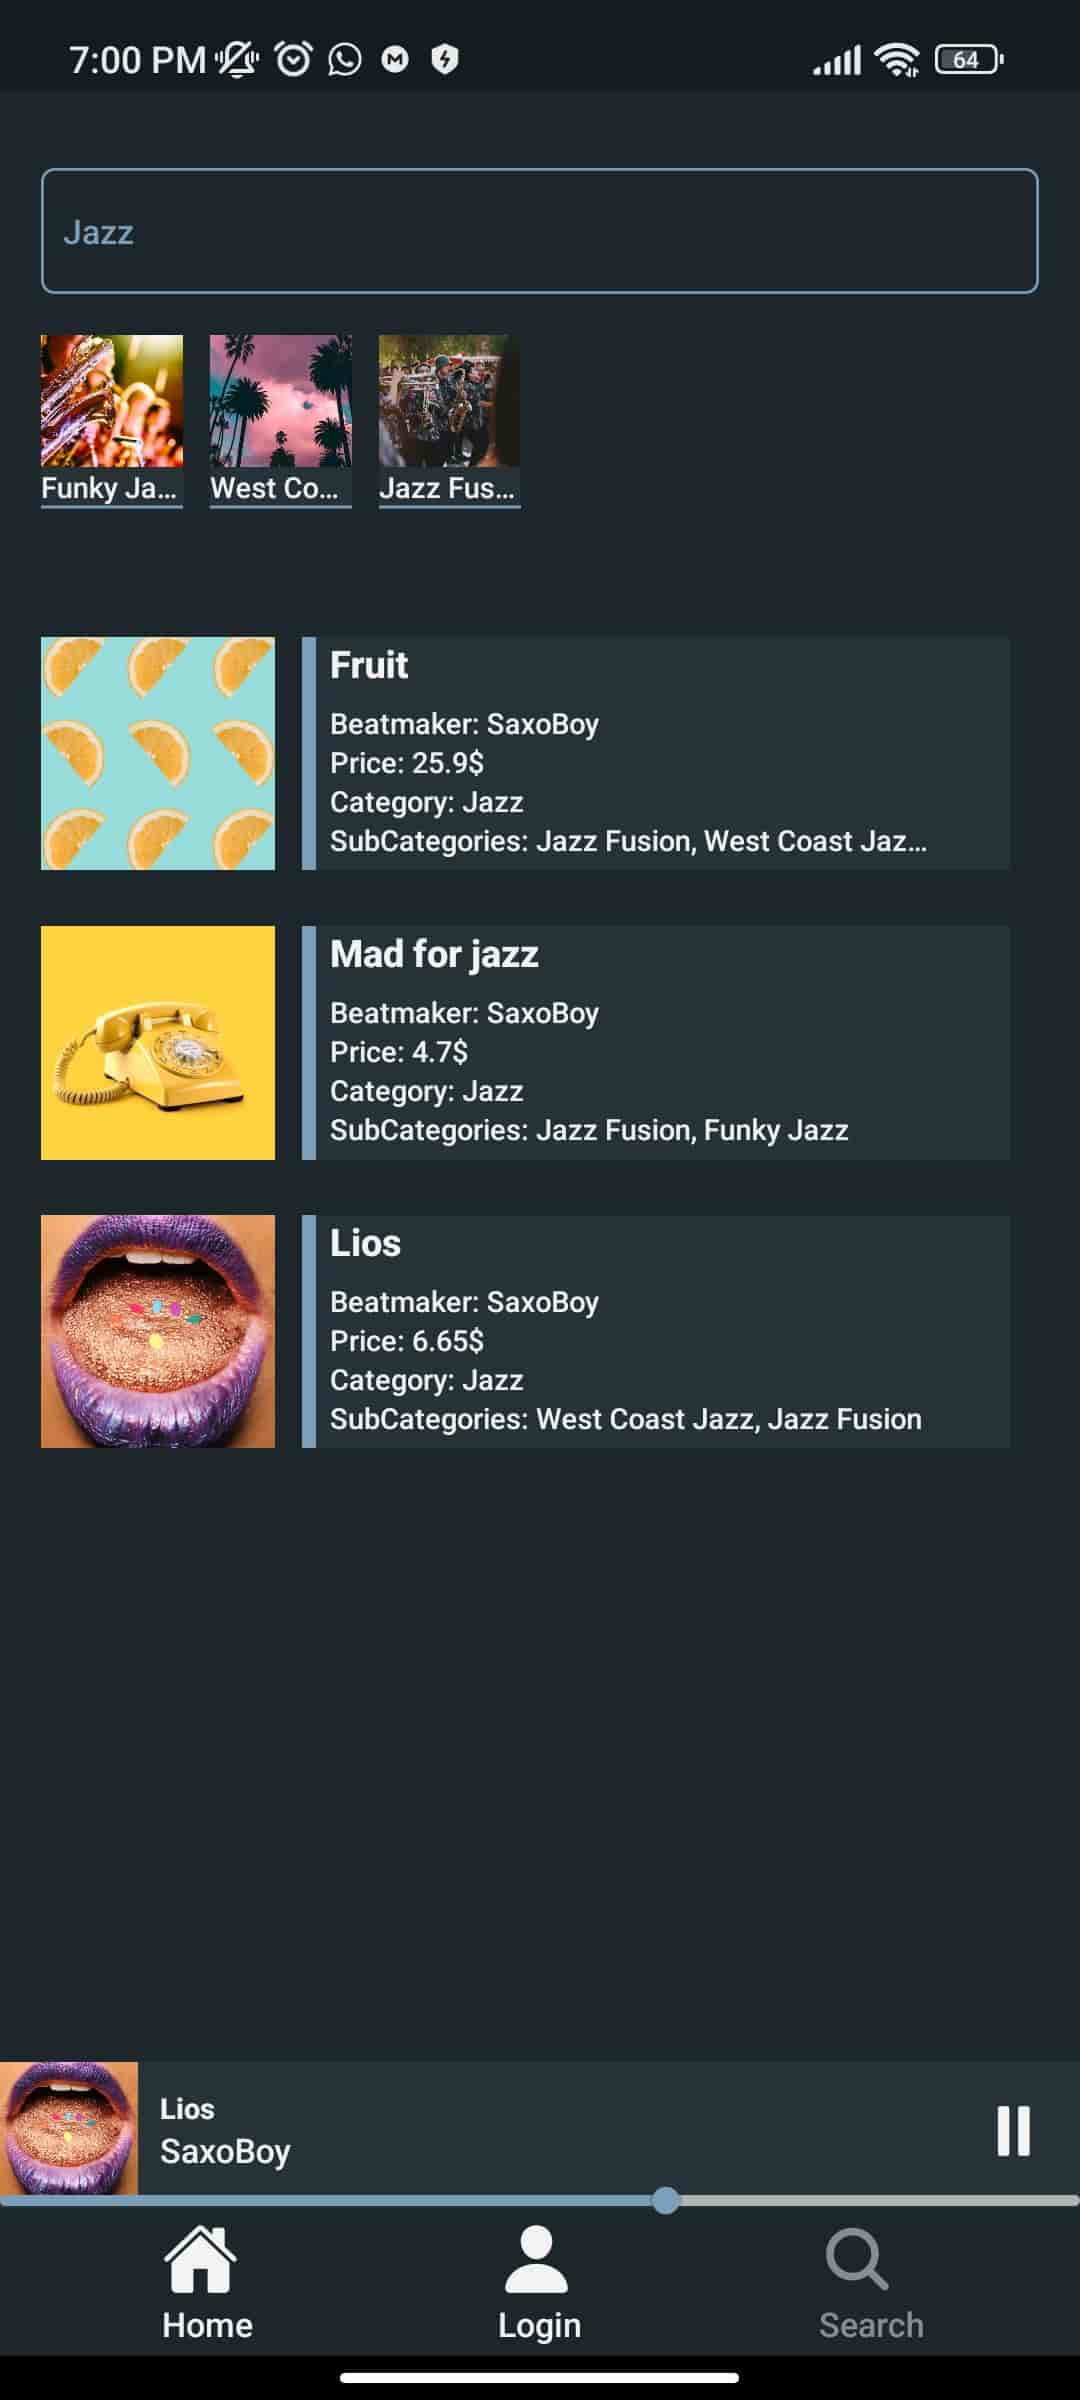 7:00 PM
64
Jazz
Funky Ja...
West Co...
Jazz Fus...
Fruit
Beatmaker: SaxoBoy
Price: 25.9$
Category: Jazz
SubCategories: Jazz Fusion, West Coast Jaz...
Mad for jazz
Beatmaker: SaxoBoy
Price: 4.7$
Category: Jazz
SubCategories: Jazz Fusion, Funky Jazz
Lios
Beatmaker: SaxoBoy
Price: 6.65$
Category: Jazz
SubCategories: West Coast Jazz, Jazz Fusion
Lios
SaxoBoy
Home
Login
Search